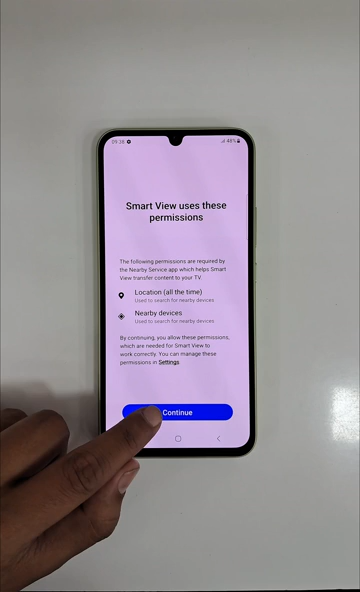 09:38
48%
Smart View uses these
permissions
The following permissions are required by
the Nearby Service app which helps Smart
View transfer content to your TV.
Location (all the time)
Used to search for nearby devices
Nearby devices
Used to search for nearby devices
By continuing, you allow these permissions,
which are needed for Smart View to
work correctly. You can manage these
permissions in Settings
Continue